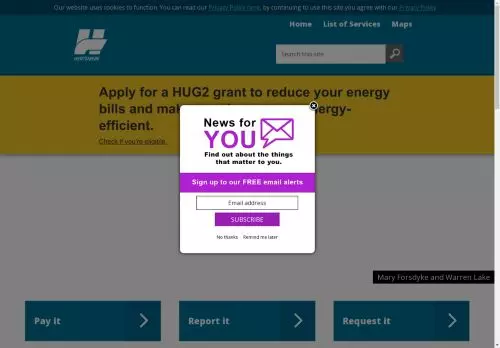 Our website uses cookies to function. You can read our Privacy Policy here, by continuing to use this site you agree with our Privacy Policy
Home List of Services Maps
HERTSMERE
Search this site
Apply for a HUG2 grant to reduce your energy
bills and make energy-
efficient.
Check if you're eligible.
News for
YOU
Find out about the things
that matter to you.
Sign up to our FREE email alerts
Email address
SUBSCRIBE
No thanks Remind me later
Mary Forsdyke and Warren Lake
Pay it
Report it
Request it